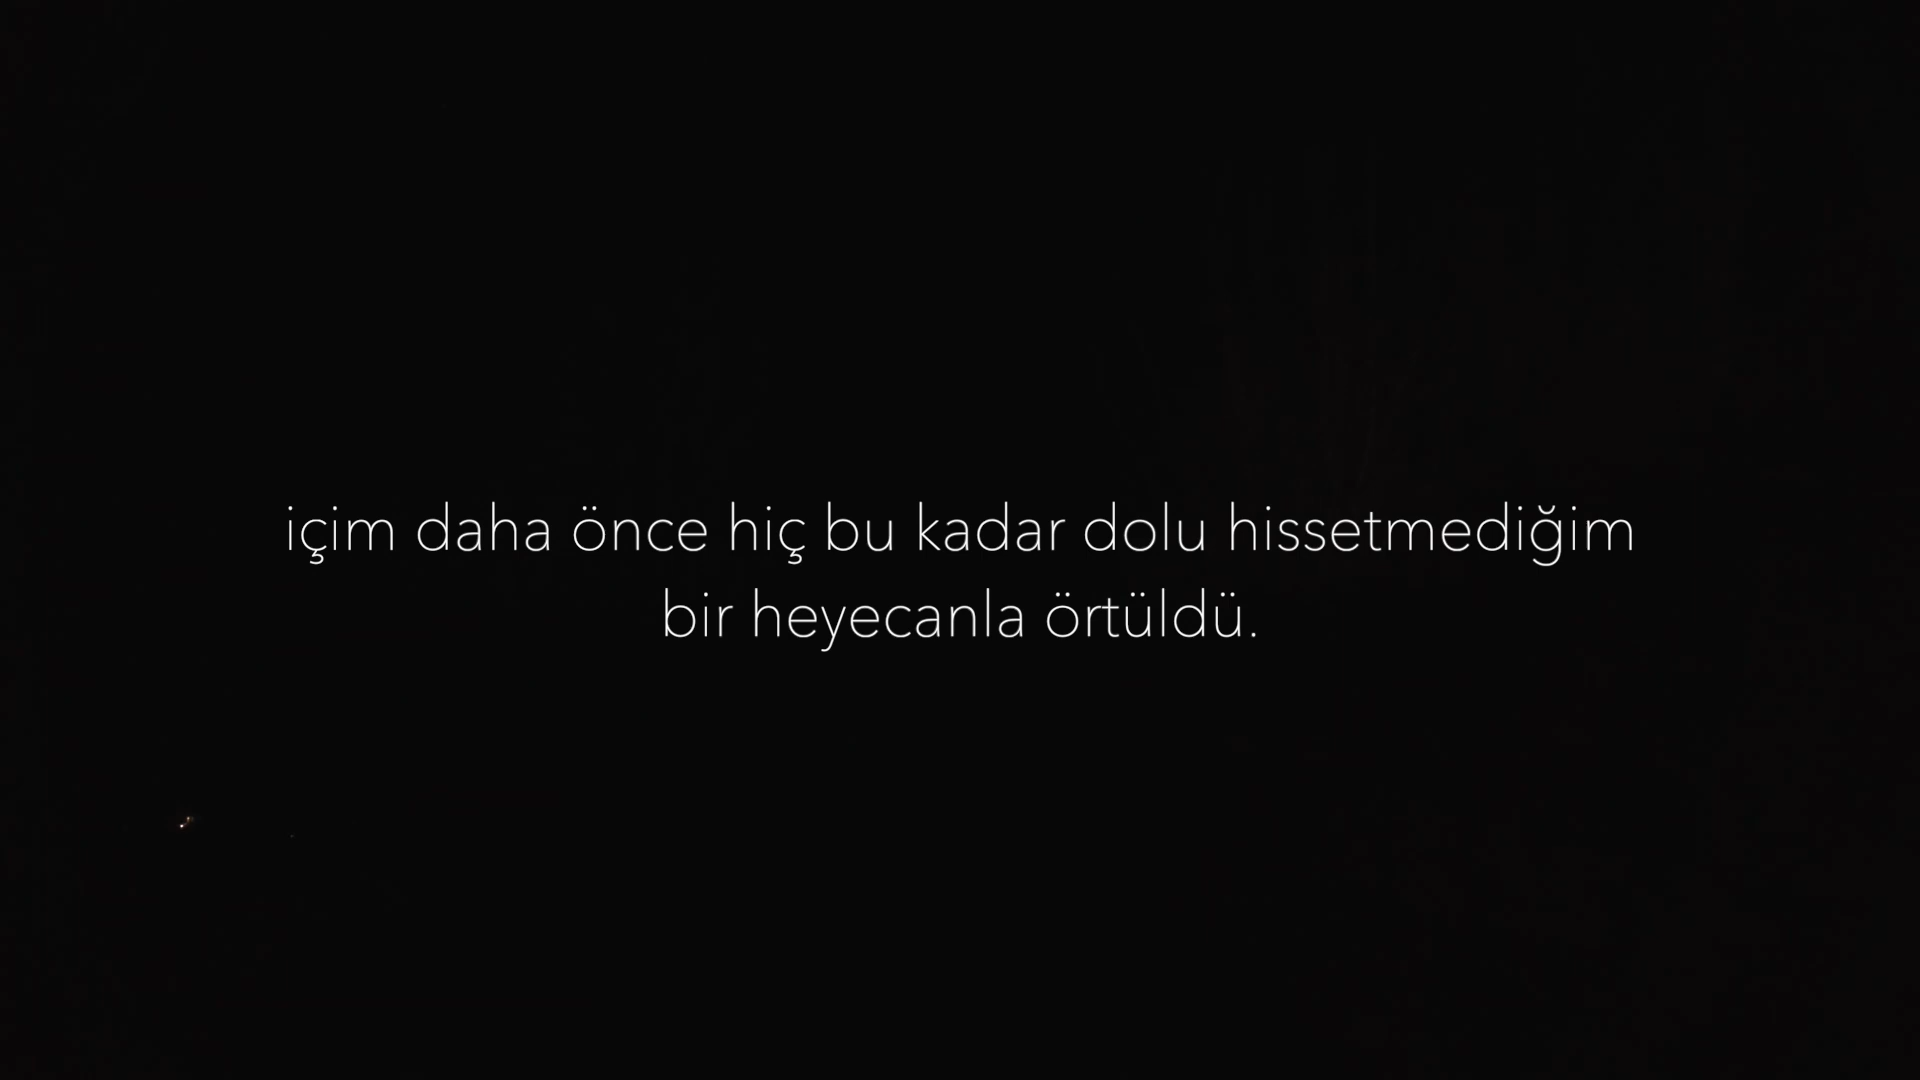 içim daha önce hiç bu kadar dolu hissetmediğim
bir heyecanla örtüldü.